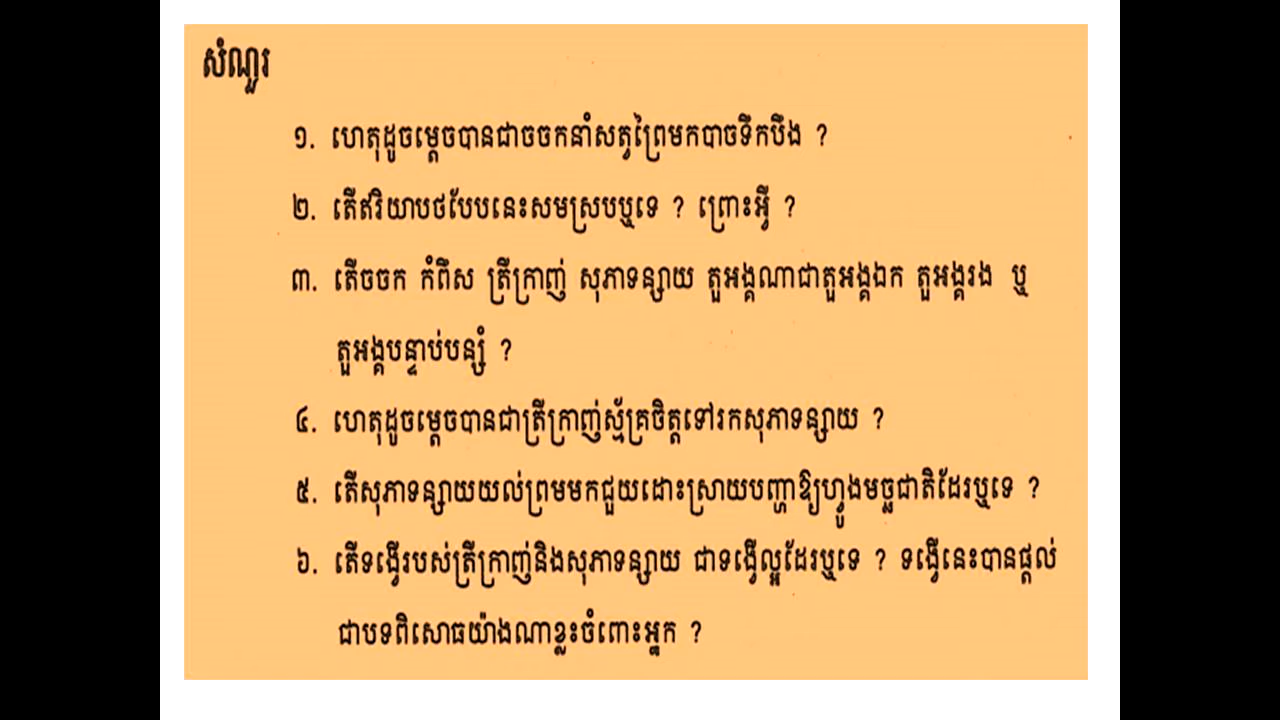 សំណួរ
១. ហេតុដូចម្ដេចបានជាចចកនាំសត្វព្រៃមកបាចទឹកបឹង ?
២. តើឥរិយាបថបែបនេះសមស្របឬទេ ? ព្រោះអ្វី ?
៣. តើចចក កំពឹស ត្រីក្រាញ់ សុភាទន្សាយ តួអង្គណាជាតួអង្គឯក តួអង្គរង ឬ
តួអង្គបន្ទាប់បន្សំ ?
៤. ហេតុដូចម្ដេចបានជាត្រីក្រាញ់ស្ម័គ្រចិត្តទៅរកសុភាទន្សាយ ?
៥. តើសុភាទន្សាយយល់ព្រមមកជួយដោះស្រាយបញ្ហាឱ្យហ្វូងមច្ឆជាតិដែរឬទេ ?
៦. តើទង្វើរបស់ត្រីក្រាញ់និងសុភាទន្សាយ ជាទង្វើល្អដែរឬទេ ? ទង្វើនេះបានផ្ដល់
ជាបទពិសោធយ៉ាងណាខ្លះចំពោះអ្នក ?